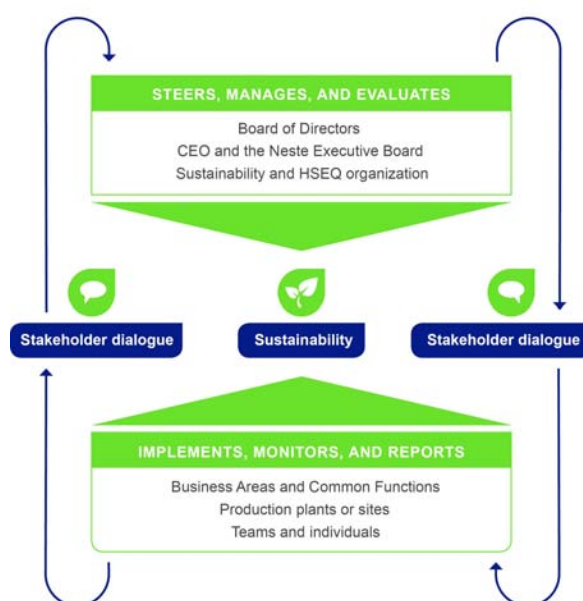 STEERS, MANAGES, AND EVALUATES
Board of Directors
CEO and the Neste Executive Board
Sustainability and HSEQ organization
Stakeholder dialogue
Sustainability
Stakeholder dialogue
IMPLEMENTS, MONITORS, AND REPORTS
Business Areas and Common Functions
Production plants or sites
Teams and individuals